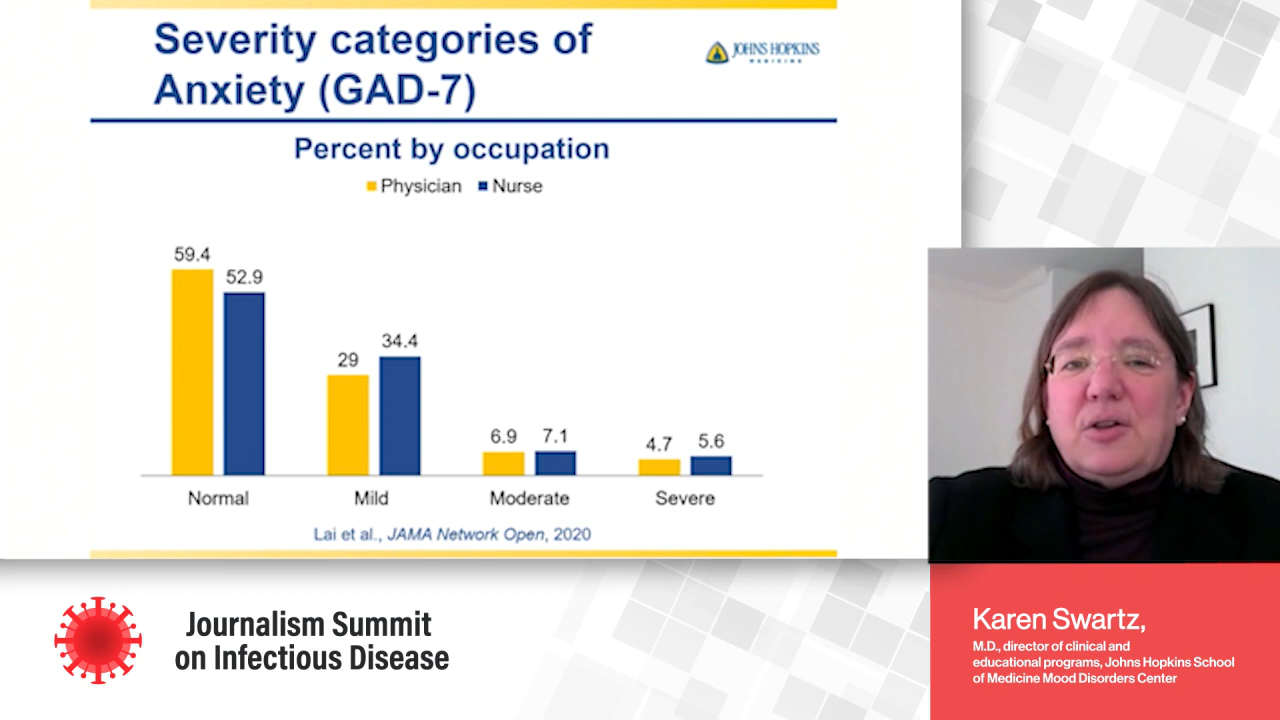 Severity categories of
Anxiety (GAD-7)
JOHNS HOPKINS
MEDICINE
Percent by occupation
Physician Nurse
59.4
52.9
29
34.4
6.9
7.1
4.7
5.6
Normal
Mild
Moderate
Severe
Lai et al., JAMA Network Open, 2020
Journalism Summit
on Infectious Disease
Karen Swartz,
M.D., director of clinical and
educational programs, Johns Hopkins School
of Medicine Mood Disorders Center